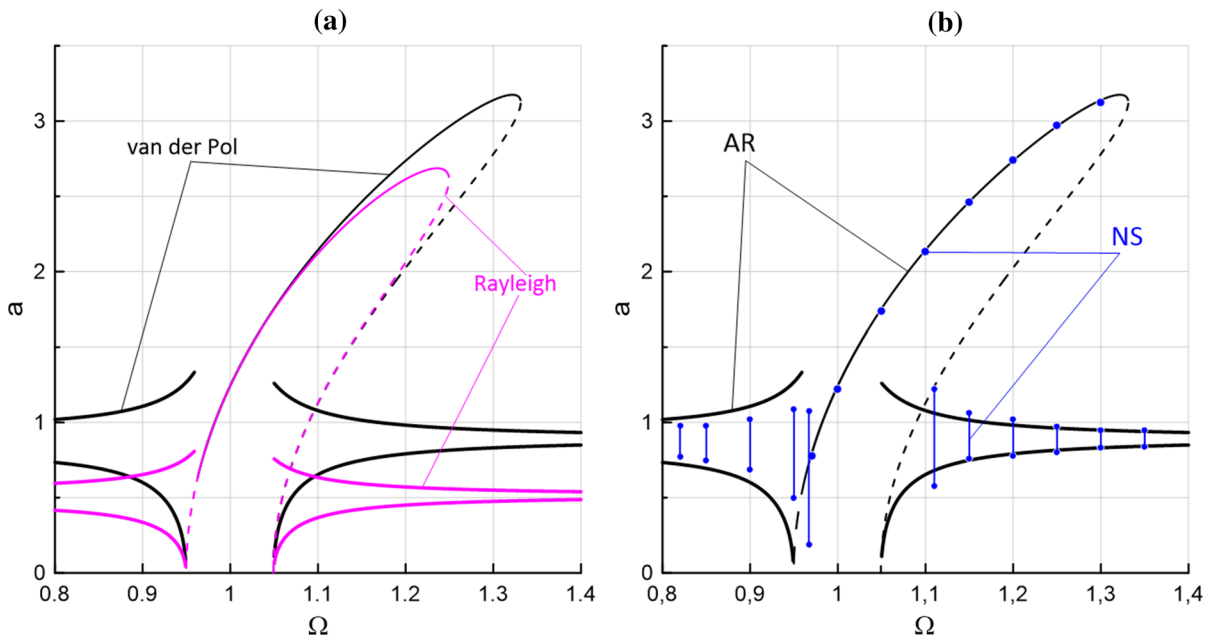 (a)
3
2
1
0
0.8
0.9
1
1.1
1.2
1.3
1.4
a
Ω
van der Pol
Rayleigh
(b)
3
2
1
0
0,8
0,9
1
1,1
1,2
1,3
1,4
a
Ω
AR
NS